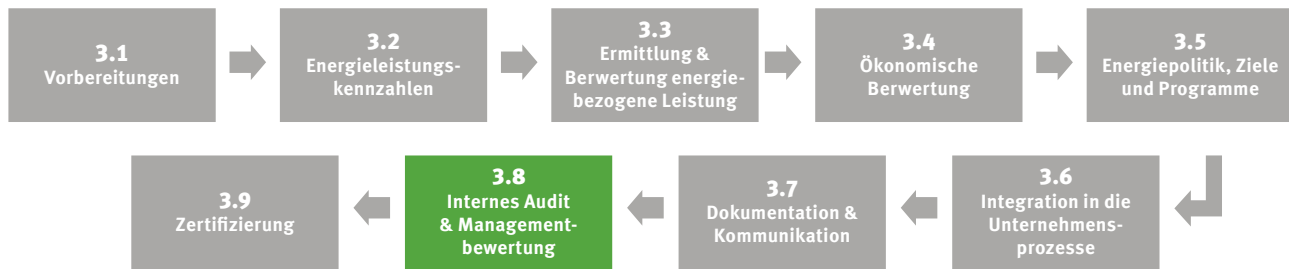 3.1
Vorbereitungen
3.2
Energieleistungs-
kennzahlen
3.3
Ermittlung &
Berwertung energie-
bezogene Leistung
3.4
Ökonomische
Berwertung
3.5
Energiepolitik, Ziele
und Programme
3.6
Integration in die
Unternehmens-
prozesse
3.7
Dokumentation &
Kommunikation
3.8
Internes Audit
& Management-
bewertung
3.9
Zertifizierung